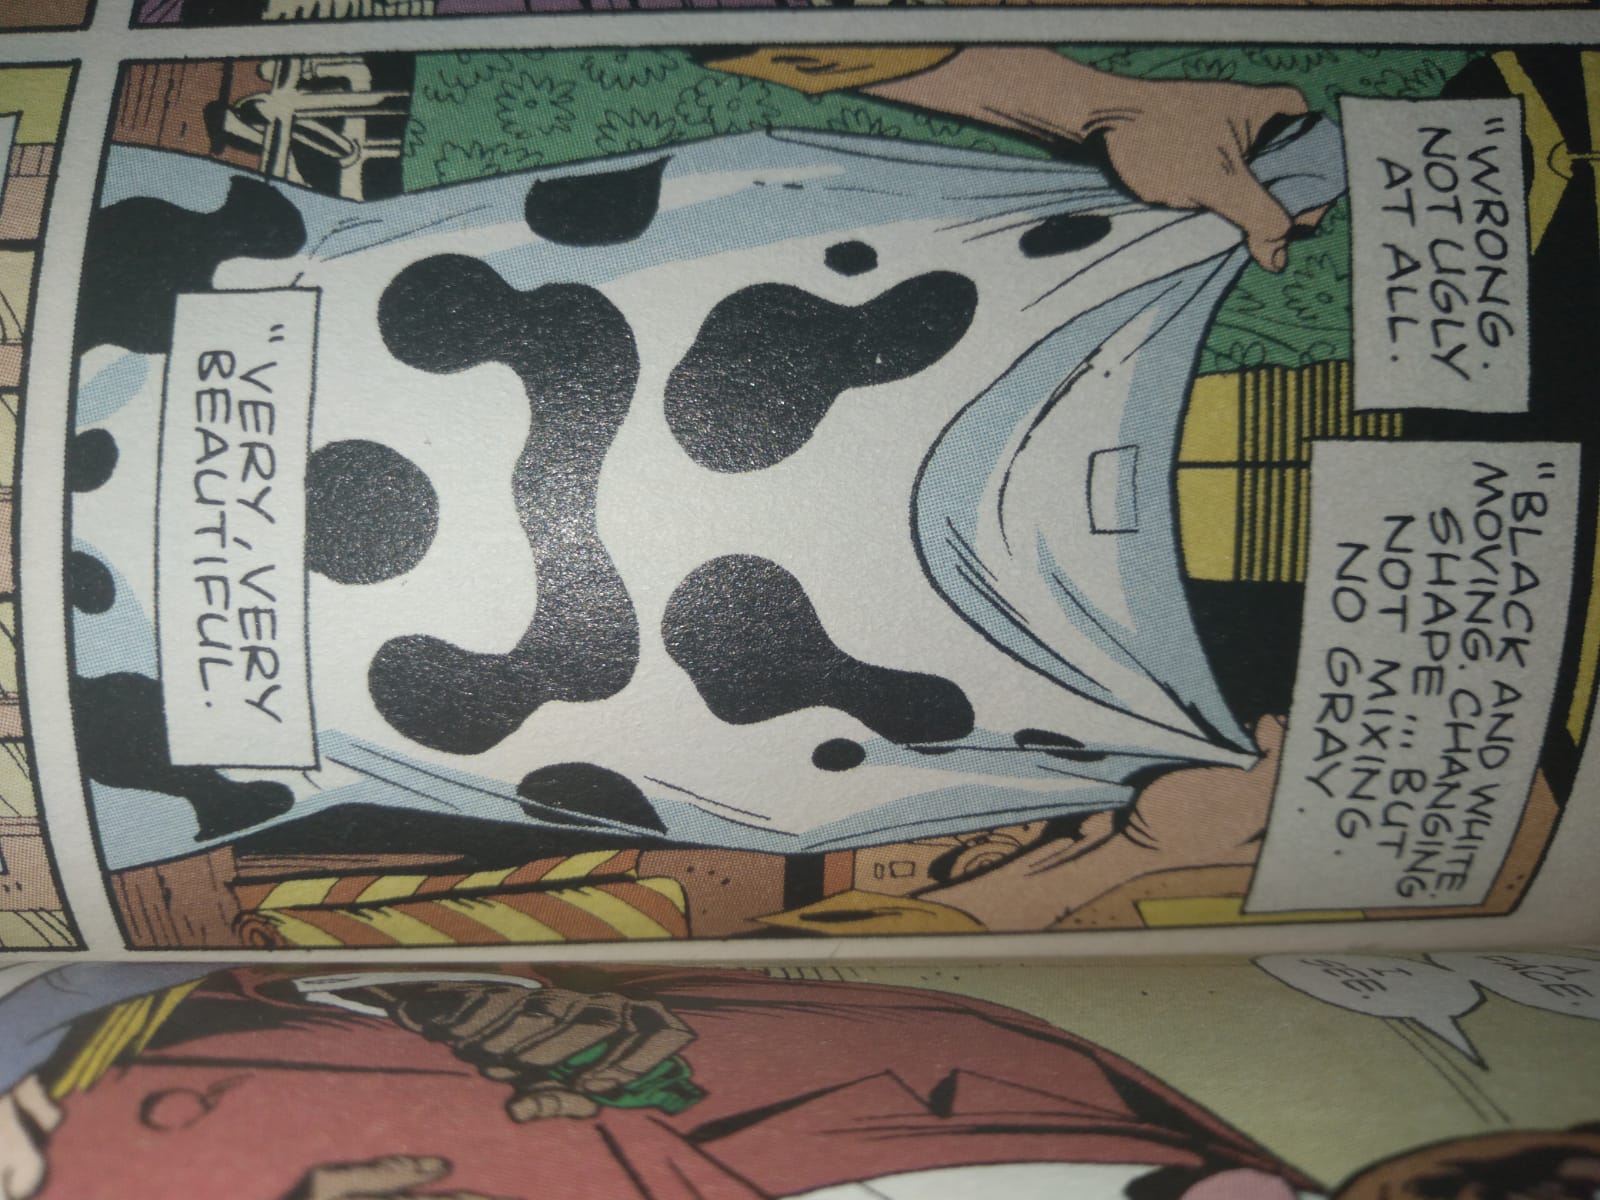 "WRONG.
NOT UGLY
AT ALL.
"BLACK AND WHITE.
MOVING. CHANGING
SHAPE ... BUT
NOT MIXING.
NO GRAY.
"VERY, VERY
BEAUTIFUL.
A
I
SEE.